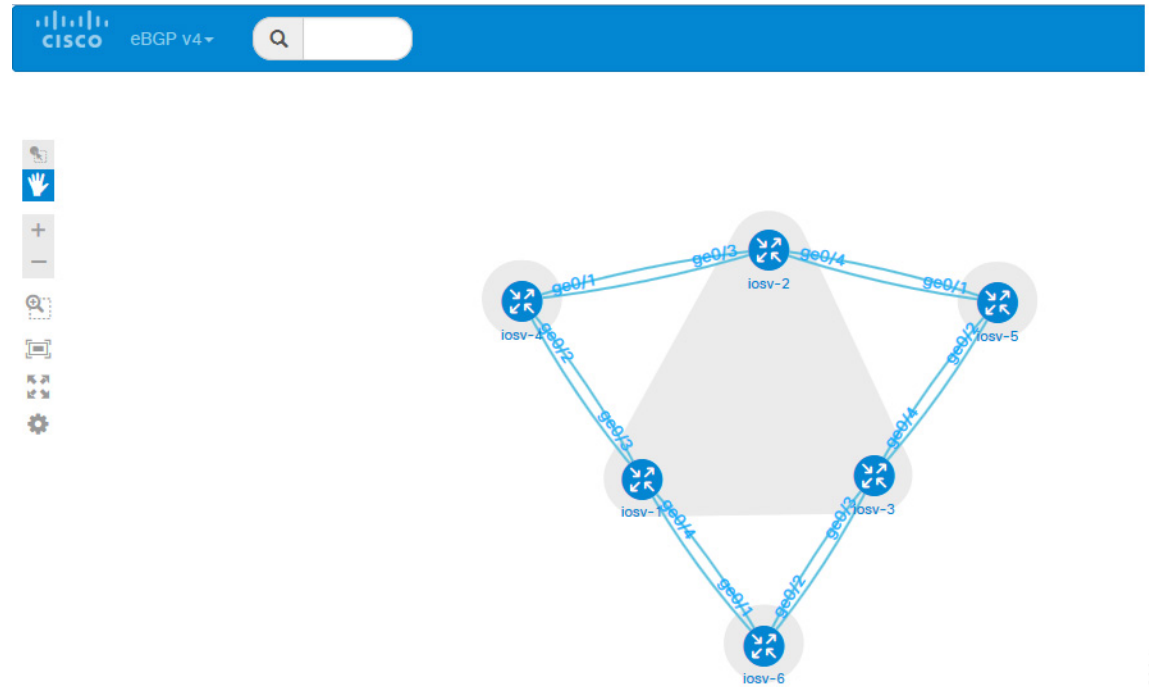 CISCO eBGP v4
ge0/3
ge0/4
iosv-2
ge0/1
ge0/1
iosv-4
ge0/2
ge0/2
iosv-5
ge0/3
ge0/4
iosv-1
ge0/4
ge0/3
iosv-3
ge0/1
ge0/2
iosv-6